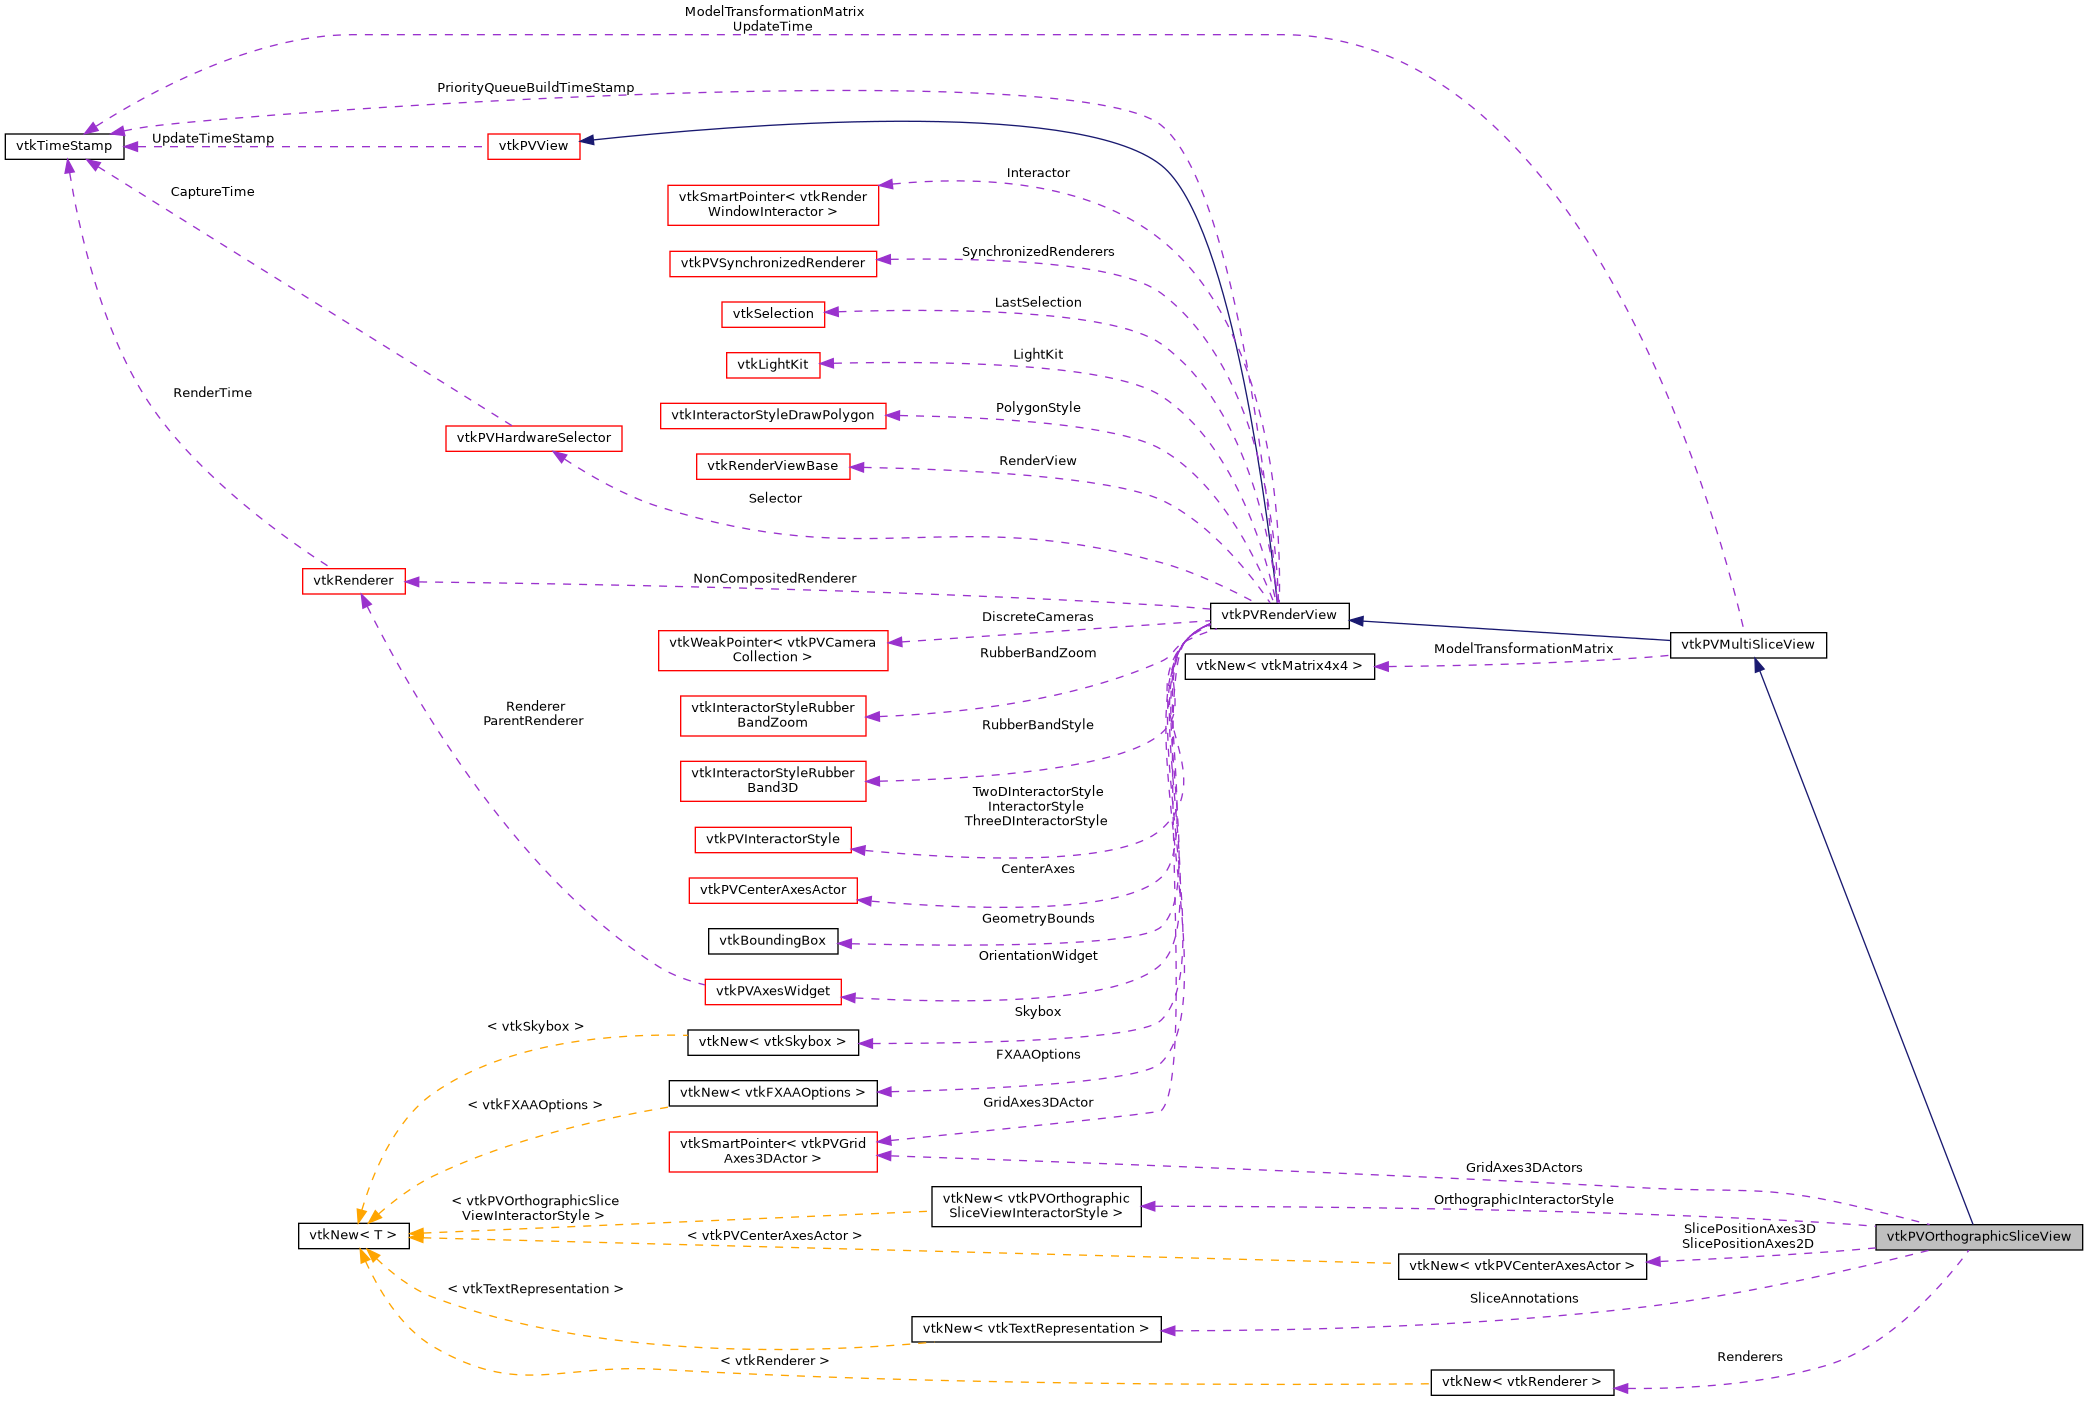 ModelTransformationMatrix
UpdateTime
PriorityQueueBuildTimeStamp
vtkTimeStamp
UpdateTimeStamp
vtkPVView
CaptureTime
Interactor
vtkSmartPointer< vtkRender
WindowInteractor >
SynchronizedRenderers
vtkPVSynchronizedRenderer
LastSelection
vtkSelection
LightKit
vtkLightKit
RenderTime
PolygonStyle
vtkInteractorStyleDrawPolygon
vtkPVHardwareSelector
RenderView
vtkRenderViewBase
Selector
vtkRenderer
NonCompositedRenderer
vtkPVRenderView
DiscreteCameras
vtkWeakPointer< vtkPVCamera
Collection >
vtkPVMultiSliceView
ModelTransformationMatrix
vtkNew< vtkMatrix4x4 >
RubberBandZoom
vtkInteractorStyleRubber
BandZoom
Renderer
ParentRenderer
RubberBandStyle
vtkInteractorStyleRubber
Band3D
TwoDInteractorStyle
InteractorStyle
ThreeDInteractorStyle
vtkPVInteractorStyle
CenterAxes
vtkPVCenterAxesActor
GeometryBounds
vtkBoundingBox
OrientationWidget
vtkPVAxesWidget
Skybox
< vtkSkybox >
vtkNew< vtkSkybox >
FXAAOptions
vtkNew< vtkFXAAOptions >
< vtkFXAAOptions >
GridAxes3DActor
vtkSmartPointer< vtkPVGrid
Axes3DActor >
GridAxes3DActors
< vtkPVOrthographicSlice
ViewInteractorStyle >
vtkNew< vtkPVOrthographic
SliceViewInteractorStyle >
OrthographicInteractorStyle
vtkNew< T >
< vtkPVCenterAxesActor >
SlicePositionAxes3D
SlicePositionAxes2D
vtkPVOrthographicSliceView
vtkNew< vtkPVCenterAxesActor >
< vtkTextRepresentation >
SliceAnnotations
vtkNew< vtkTextRepresentation >
< vtkRenderer >
Renderers
vtkNew< vtkRenderer >